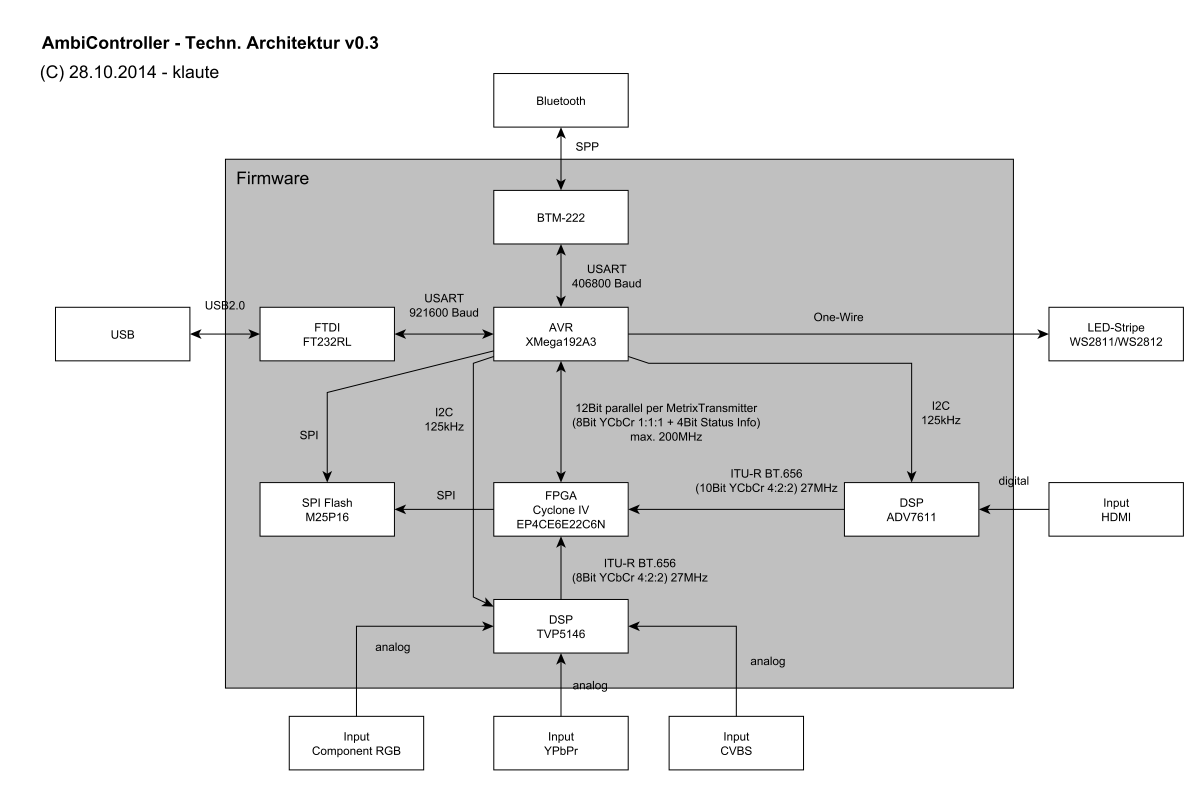 AmbiController - Techn. Architektur v0.3
(C) 28.10.2014 - klaute
Bluetooth
SPP
Firmware
BTM-222
USART
406800 Baud
USB2.0
USART
921600 Baud
One-Wire
USB
FTDI
FT232RL
AVR
XMega192A3
LED-Stripe
WS2811/WS2812
I2C
125kHz
12Bit parallel per MetrixTransmitter
(8Bit YCbCr 1:1:1 + 4Bit Status Info)
max. 200MHz
I2C
125kHz
SPI
ITU-R BT.656
(10Bit YCbCr 4:2:2) 27MHz
digital
SPI Flash
M25P16
SPI
FPGA
Cyclone IV
EP4CE6E22C6N
DSP
ADV7611
Input
HDMI
ITU-R BT.656
(8Bit YCbCr 4:2:2) 27MHz
DSP
TVP5146
analog
analog
analog
Input
Component RGB
Input
YPbPr
Input
CVBS